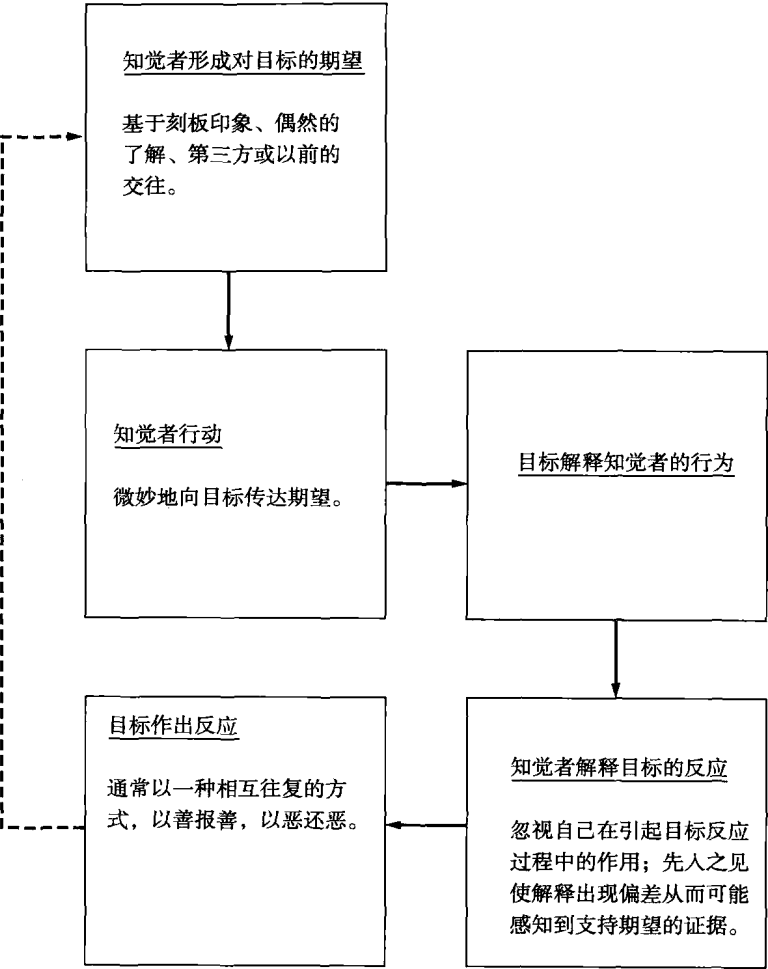 知觉者形成对目标的期望
基于刻板印象、偶然的
了解、第三方或以前的
交往。
知觉者行动
微妙地向目标传达期望。
目标解释知觉者的行为
知觉者解释目标的反应
忽视自己在引起目标反应
过程中的作用；先入之见
使解释出现偏差从而可能
感知到支持期望的证据。
目标作出反应
通常以一种相互往复的方
式，以善报善，以恶还恶。